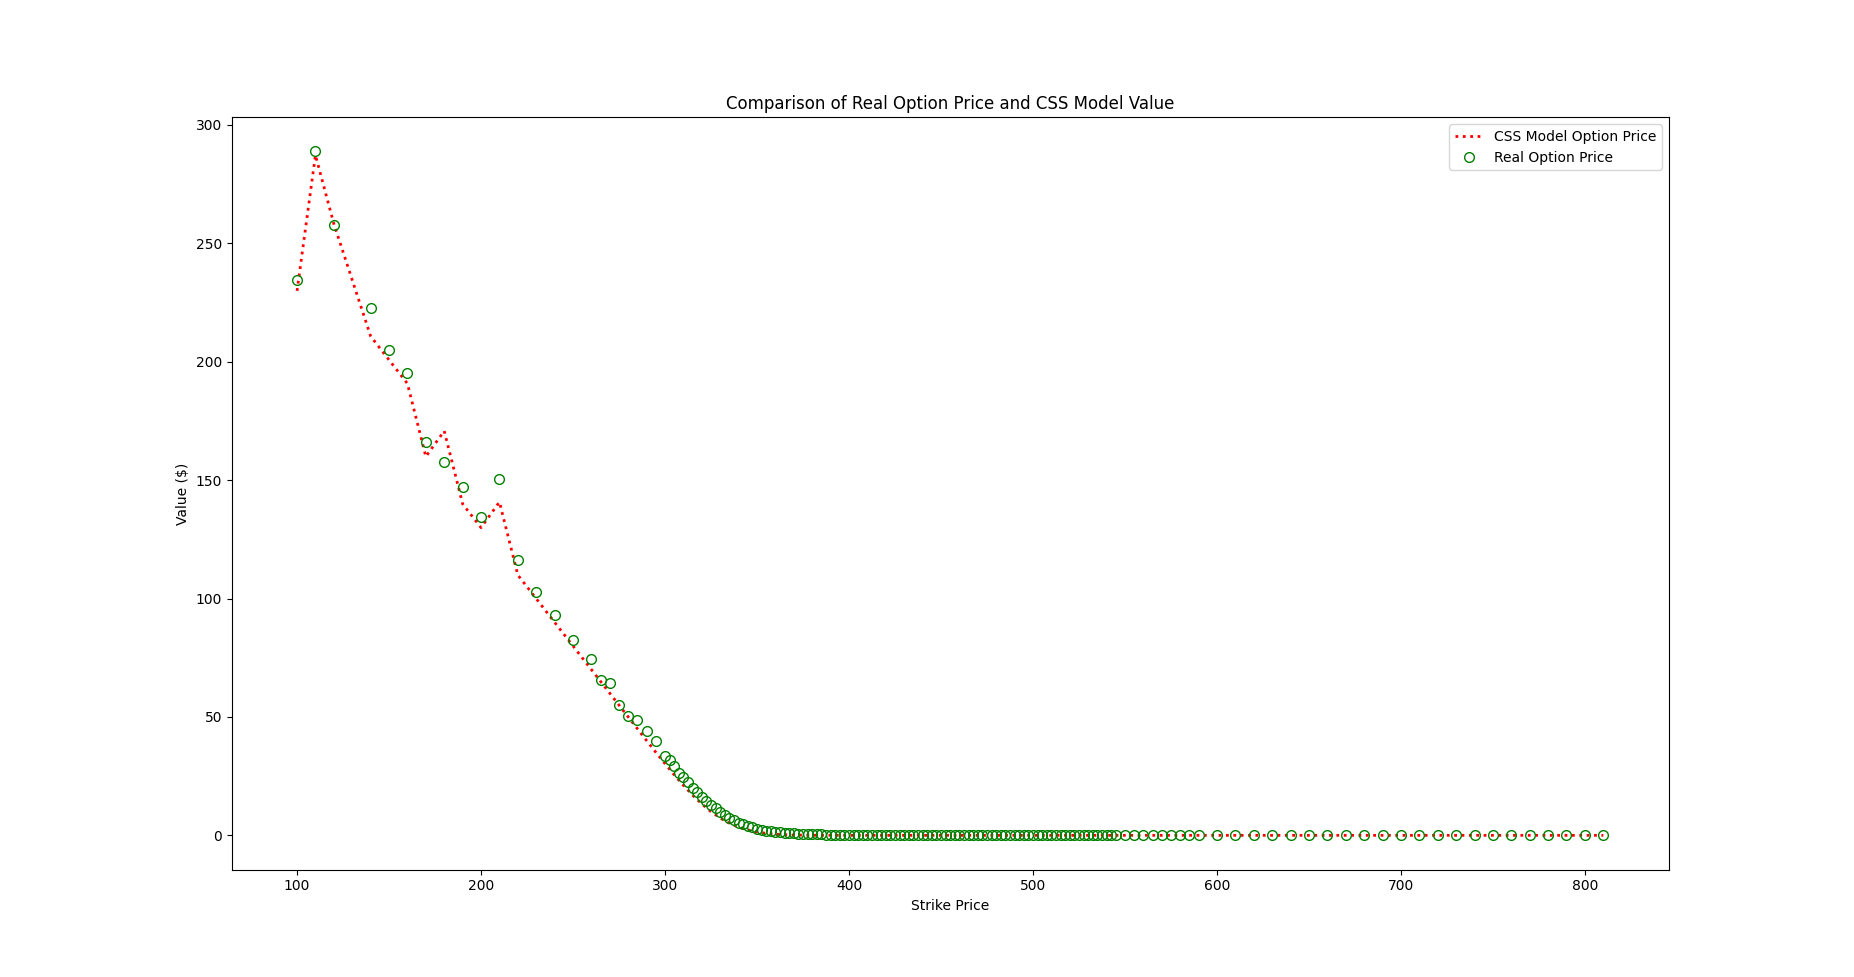 Comparison of Real Option Price and CSS Model Value
CSS Model Option Price
Real Option Price
300
250
200
150
100
50
0
Value ($)
100 200 300 400 500 600 700 800
Strike Price